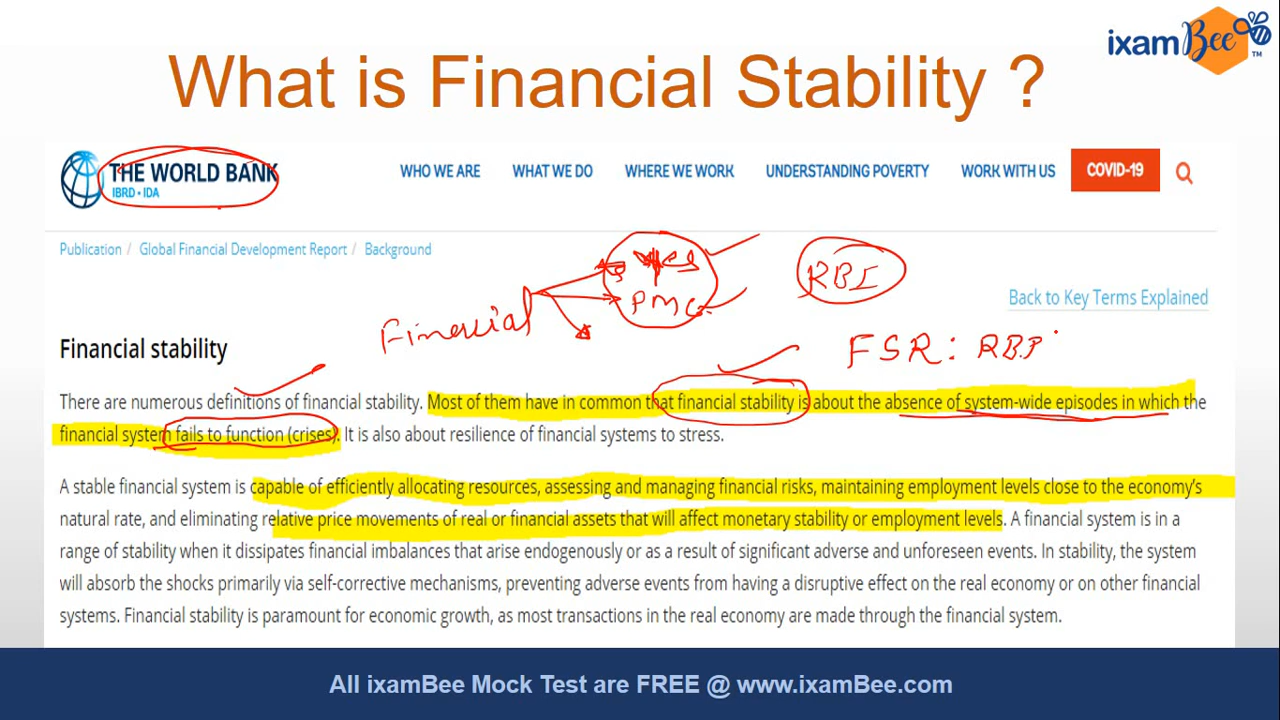 ixamBee
TM
What is Financial Stability ?
THE WORLD BANK
IBRD • IDA
WHO WE ARE
WHAT WE DO
WHERE WE WORK
UNDERSTANDING POVERTY
WORK WITH US
COVID-19
Publication / Global Financial Development Report / Background
yes
RBI
PMC
Back to Key Terms Explained
Financial
FSR: RBI
Financial stability
There are numerous definitions of financial stability. Most of them have in common that financial stability is about the absence of system-wide episodes in which the
financial system fails to function (crises). It is also about resilience of financial systems to stress.
A stable financial system is capable of efficiently allocating resources, assessing and managing financial risks, maintaining employment levels close to the economy's
natural rate, and eliminating relative price movements of real or financial assets that will affect monetary stability or employment levels. A financial system is in a
range of stability when it dissipates financial imbalances that arise endogenously or as a result of significant adverse and unforeseen events. In stability, the system
will absorb the shocks primarily via self-corrective mechanisms, preventing adverse events from having a disruptive effect on the real economy or on other financial
systems. Financial stability is paramount for economic growth, as most transactions in the real economy are made through the financial system.
All ixamBee Mock Test are FREE @ www.ixamBee.com